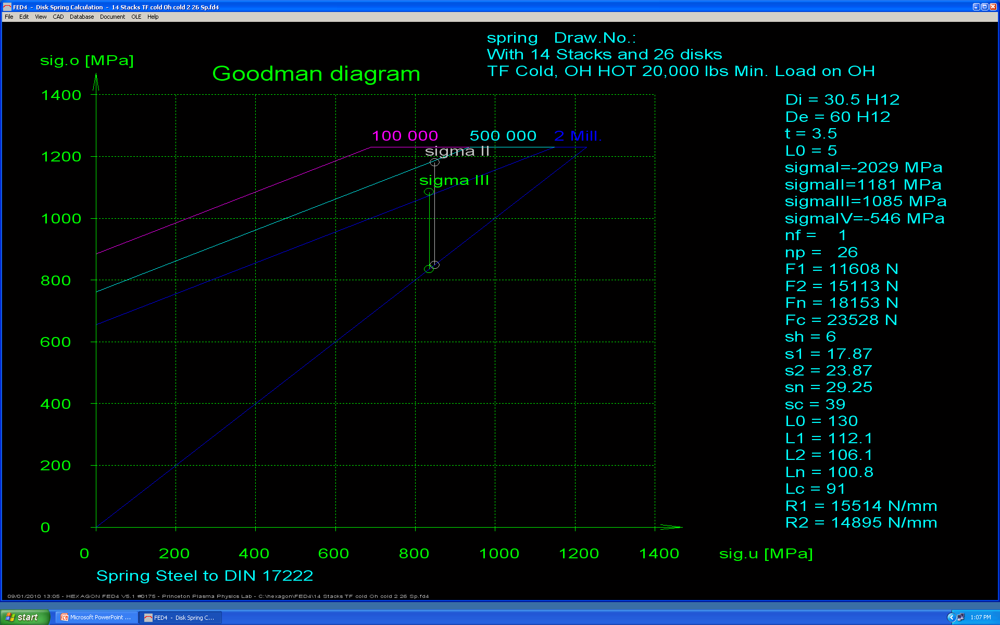 FED4 - Disk Spring Calculation - 14 Stacks TF cold Oh cold 2 26 Sp.fd4
File Edit View CAD Database Document OLE Help
spring Draw.No.:
With 14 Stacks and 26 disks
TF Cold, OH HOT 20,000 lbs Min. Load on OH
sig.o [MPa]
Goodman diagram
1400
1200
1000
800
600
400
200
0
100 000 500 000 2 Mill.
sigma II
sigma III
Di = 30.5 H12
De = 60 H12
t = 3.5
L0 = 5
sigmaI=-2029 MPa
sigmaII=1181 MPa
sigmaIII=1085 MPa
sigmaIV=-546 MPa
nf = 1
np = 26
F1 = 11608 N
F2 = 15113 N
Fn = 18153 N
Fc = 23528 N
sh = 6
s1 = 17.87
s2 = 23.87
sn = 29.25
sc = 39
L0 = 130
L1 = 112.1
L2 = 106.1
Ln = 100.8
Lc = 91
R1 = 15514 N/mm
R2 = 14895 N/mm
0 200 400 600 800 1000 1200 1400 sig.u [MPa]
Spring Steel to DIN 17222
09/01/2010 13:05 - HEXAGON FED4 V5.1 #0175 - Princeton Plasma Physics Lab - C:\hexagon\FED4\14 Stacks TF cold Oh cold 2 26 Sp.fd4
start Microsoft PowerPoint ... FED4 - Disk Spring C... 1:07 PM